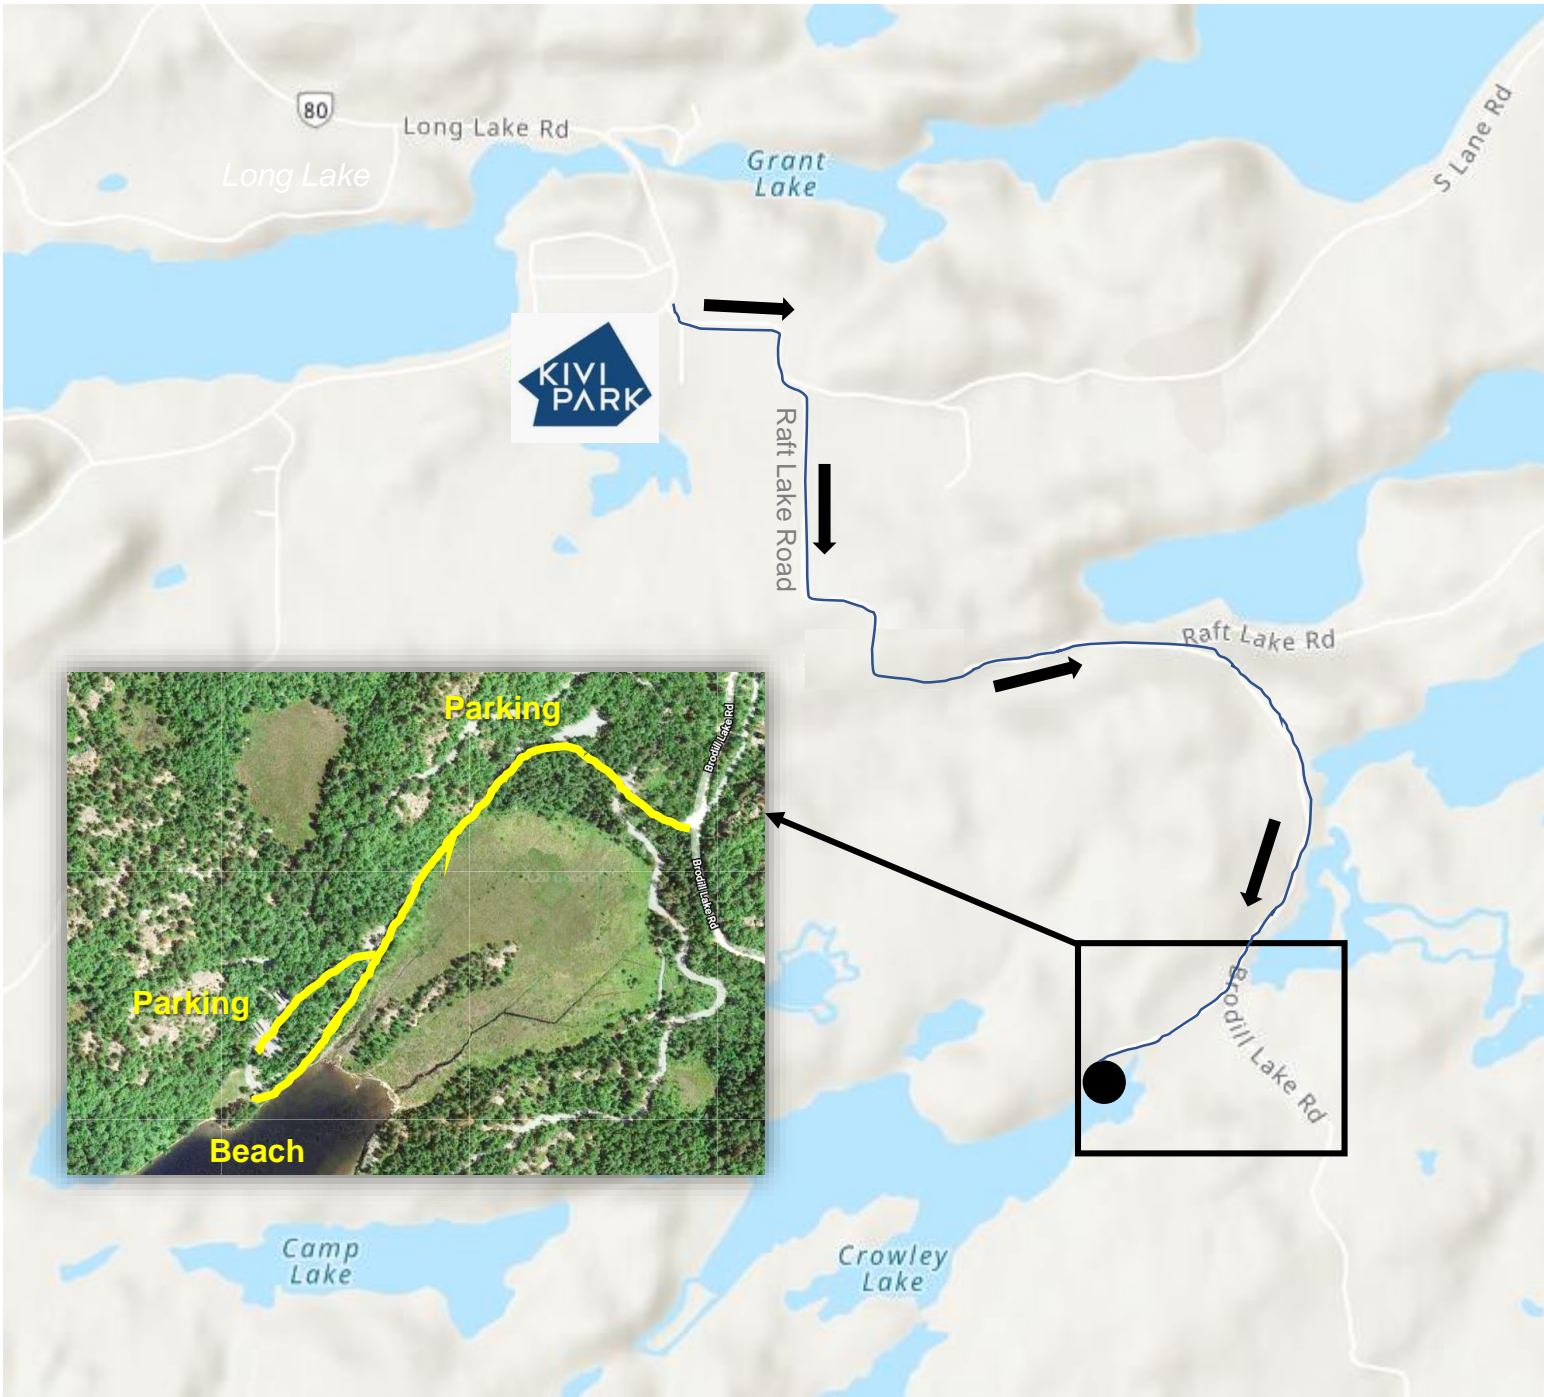 80
Long Lake Rd
Long Lake
Grant
Lake
S Lane Rd
KIVI
PARK
Raft Lake Road
Raft Lake Rd
Parking
Brodill Lake Rd
Brodill Lake Rd
Parking
Beach
Brodill Lake Rd
Camp
Lake
Crowley
Lake